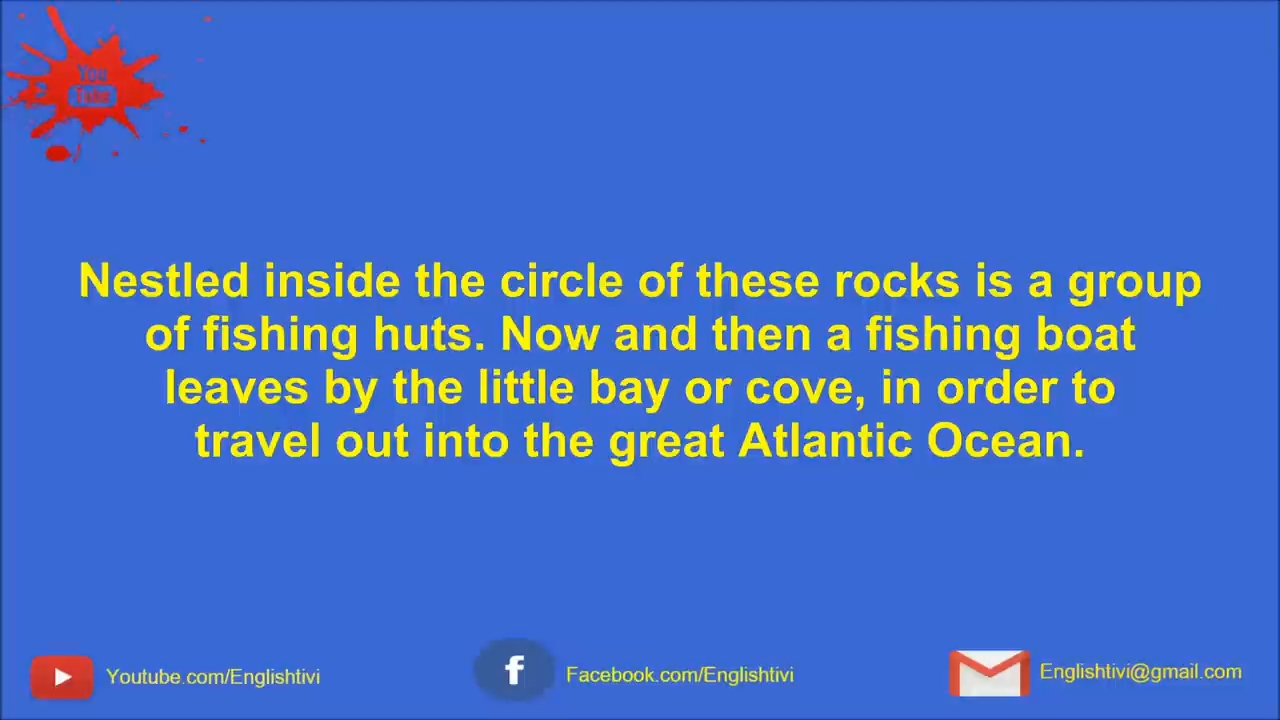 You
Tube
Nestled inside the circle of these rocks is a group
of fishing huts. Now and then a fishing boat
leaves by the little bay or cove, in order to
travel out into the great Atlantic Ocean.
Youtube.com/Englishtivi
f
Facebook.com/Englishtivi
Englishtivi@gmail.com